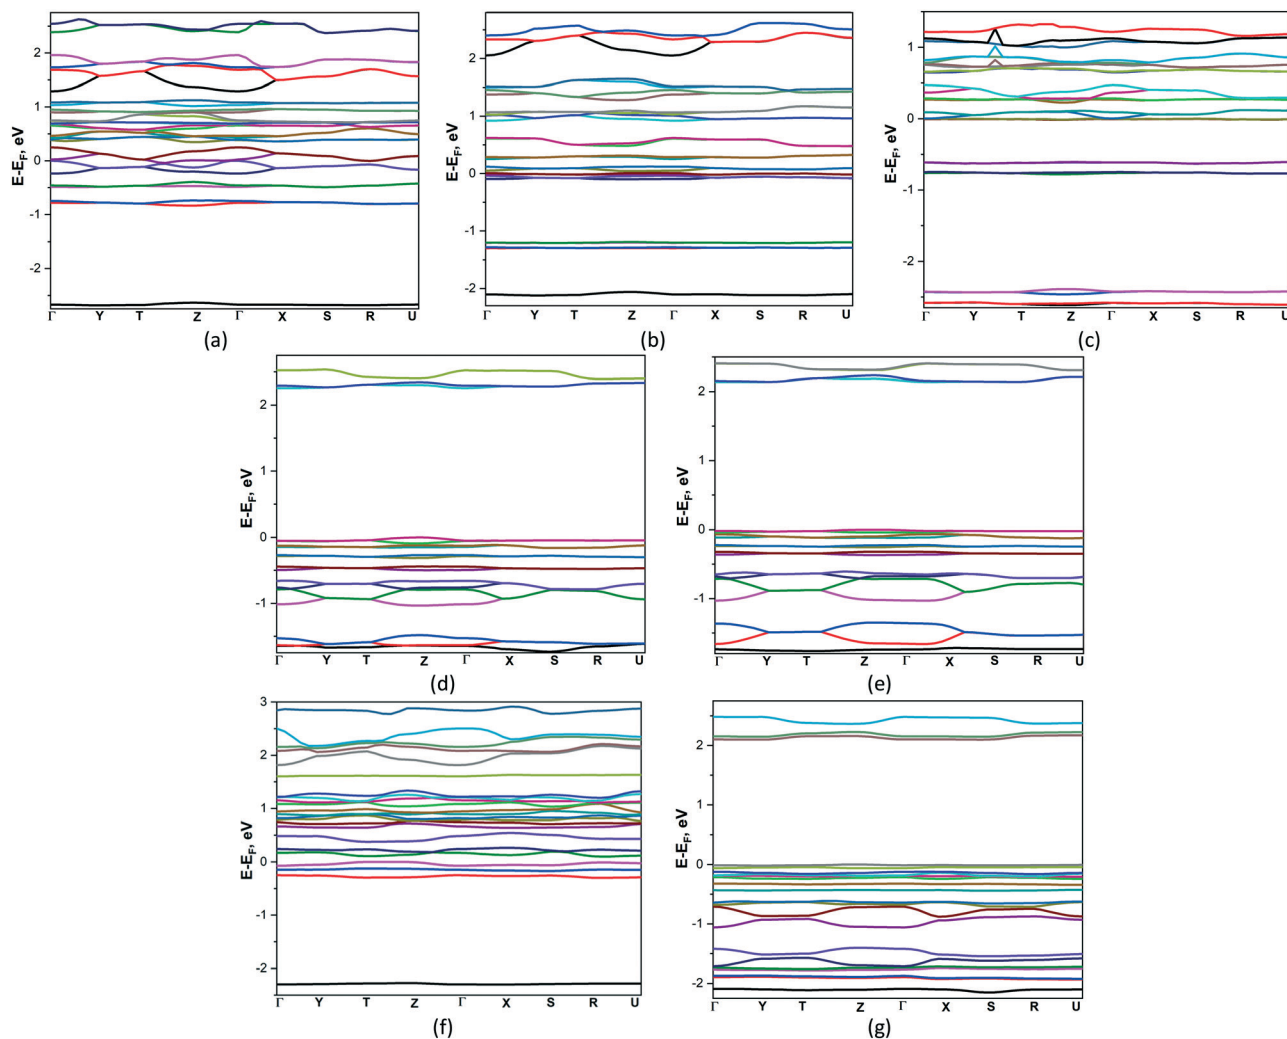 E-E_F, eV
2
1
0
-1
-2
Γ Y T Z Γ X S R U
(a)
E-E_F, eV
2
1
0
-1
-2
Γ Y T Z Γ X S R U
(b)
E-E_F, eV
1
0
-1
-2
Γ Y T Z Γ X S R U
(c)
E-E_F, eV
2
1
0
-1
Γ Y T Z Γ X S R U
(d)
E-E_F, eV
2
1
0
-1
Γ Y T Z Γ X S R U
(e)
E-E_F, eV
3
2
1
0
-1
-2
Γ Y T Z Γ X S R U
(f)
E-E_F, eV
2
1
0
-1
-2
Γ Y T Z Γ X S R U
(g)